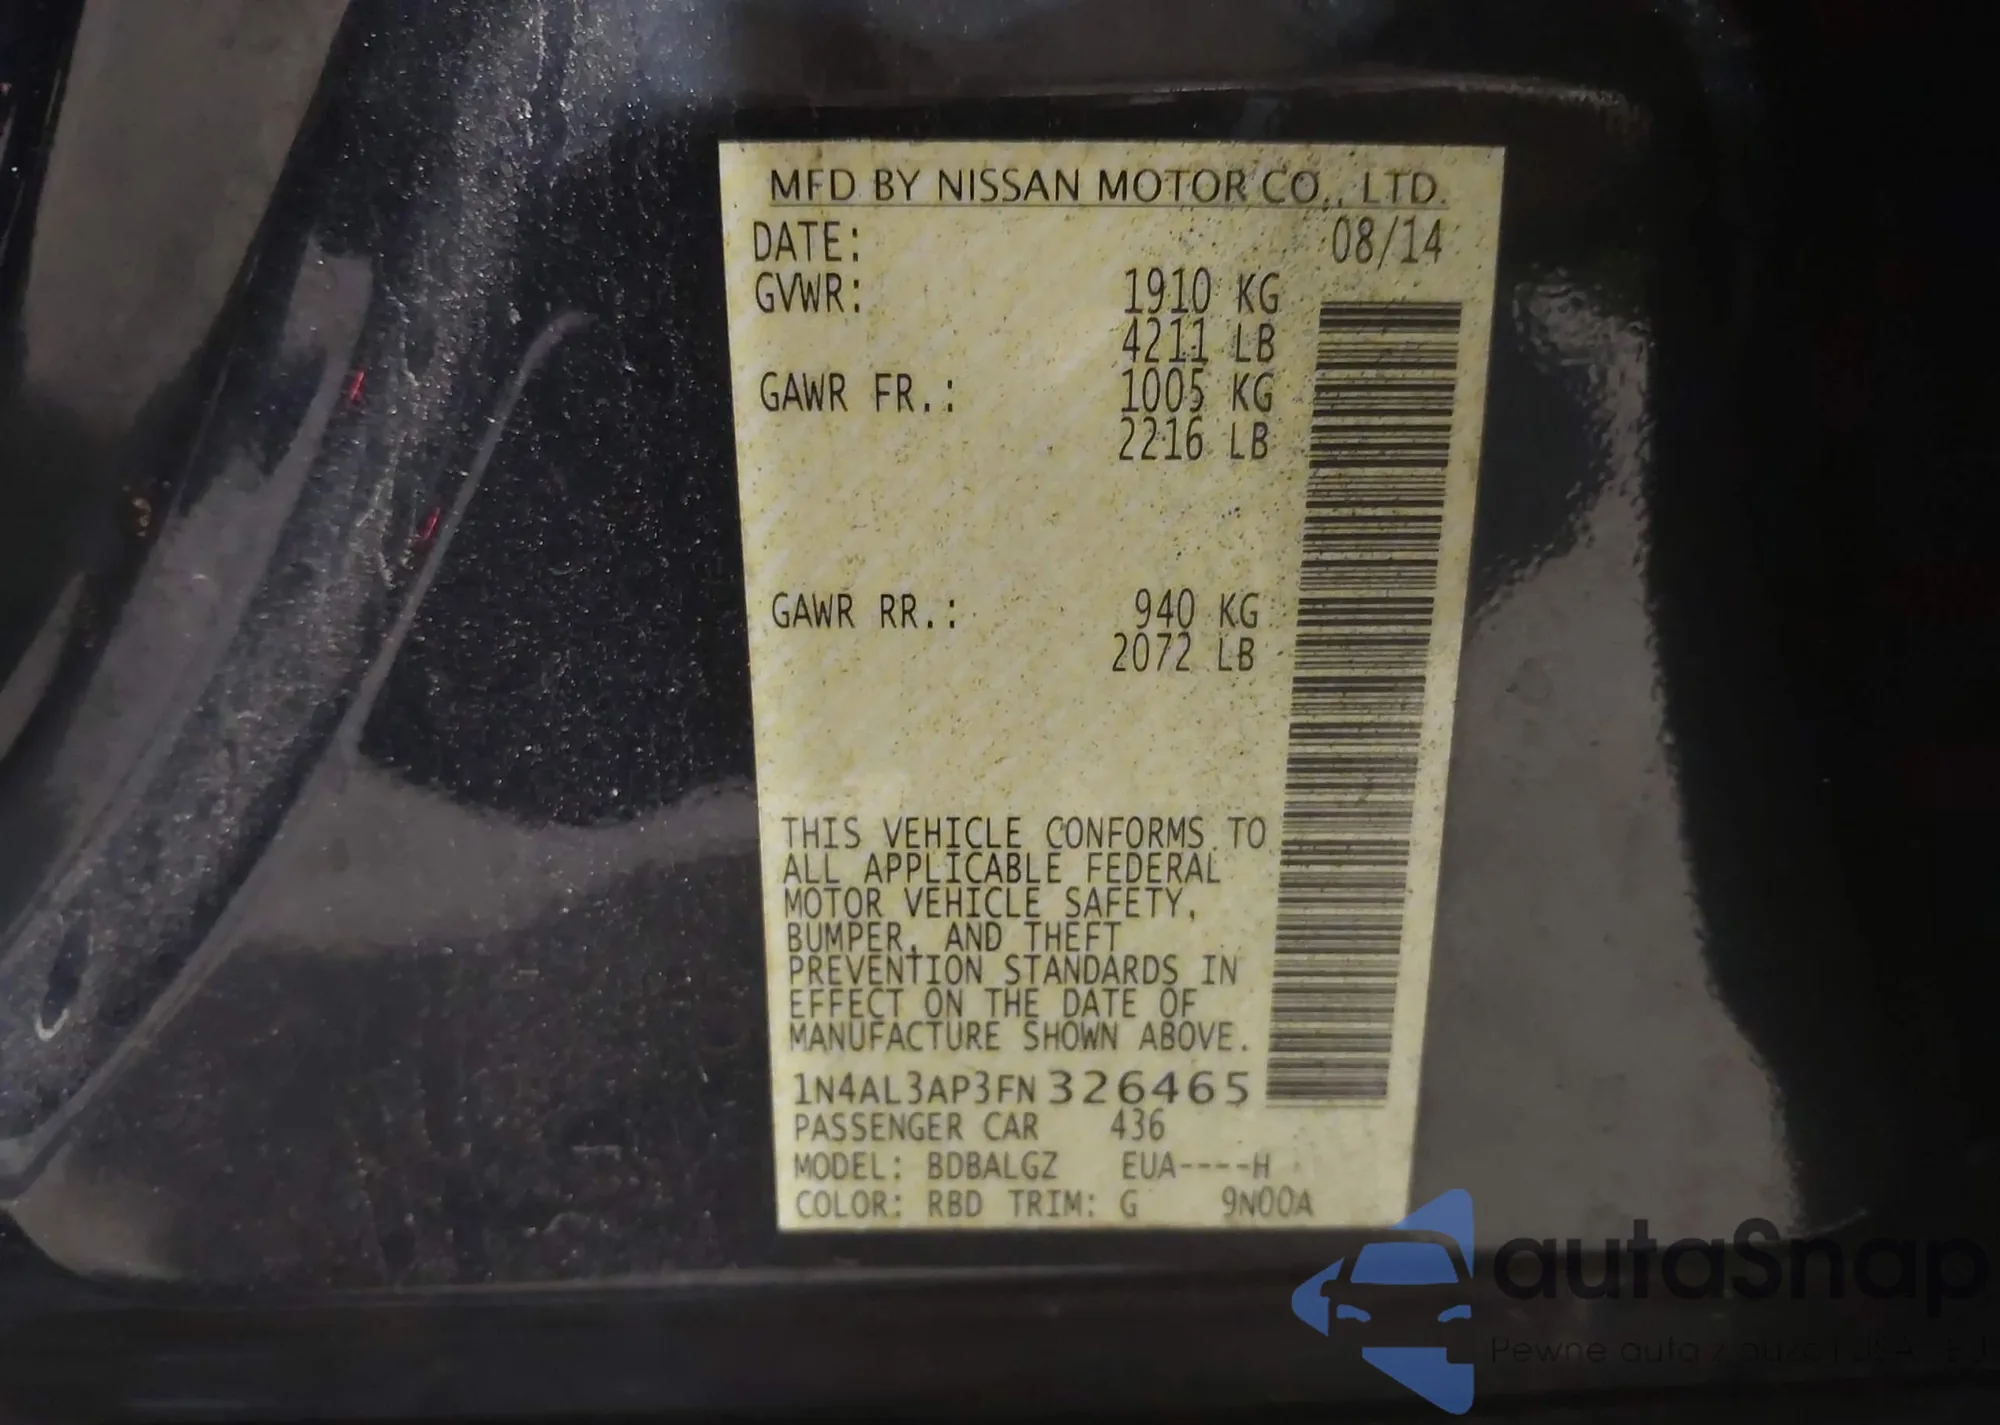 MFD BY NISSAN MOTOR CO., LTD.
DATE: 08/14
GVWR: 1910 KG
4211 LB
GAWR FR.: 1005 KG
2216 LB
GAWR RR.: 940 KG
2072 LB
THIS VEHICLE CONFORMS TO
ALL APPLICABLE FEDERAL
MOTOR VEHICLE SAFETY,
BUMPER, AND THEFT
PREVENTION STANDARDS IN
EFFECT ON THE DATE OF
MANUFACTURE SHOWN ABOVE.
1N4AL3AP3FN326465
PASSENGER CAR 436
MODEL: BDBALGZ EUA----H
COLOR: RBD TRIM: G 9N00A
autaSnap
Pewne auta z